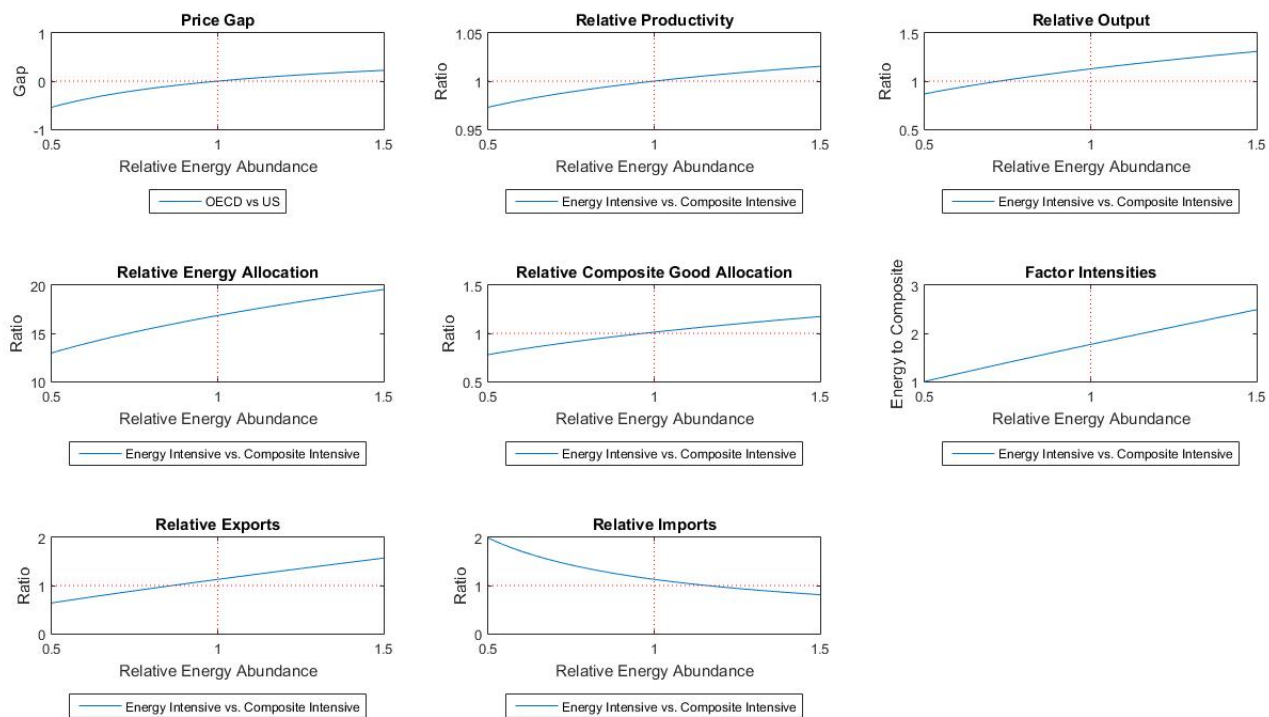 Price Gap
1
0
-1
Gap
0.5
1
1.5
Relative Energy Abundance
OECD vs US
Relative Productivity
1.05
1
0.95
Ratio
0.5
1
1.5
Relative Energy Abundance
Energy Intensive vs. Composite Intensive
Relative Output
1.5
1
0.5
Ratio
0.5
1
1.5
Relative Energy Abundance
Energy Intensive vs. Composite Intensive
Relative Energy Allocation
20
15
10
Ratio
0.5
1
1.5
Relative Energy Abundance
Energy Intensive vs. Composite Intensive
Relative Composite Good Allocation
1.5
1
0.5
Ratio
0.5
1
1.5
Relative Energy Abundance
Energy Intensive vs. Composite Intensive
Factor Intensities
3
2
1
Energy to Composite
0.5
1
1.5
Relative Energy Abundance
Energy Intensive vs. Composite Intensive
Relative Exports
2
1
0
Ratio
0.5
1
1.5
Relative Energy Abundance
Energy Intensive vs. Composite Intensive
Relative Imports
2
1
0
Ratio
0.5
1
1.5
Relative Energy Abundance
Energy Intensive vs. Composite Intensive